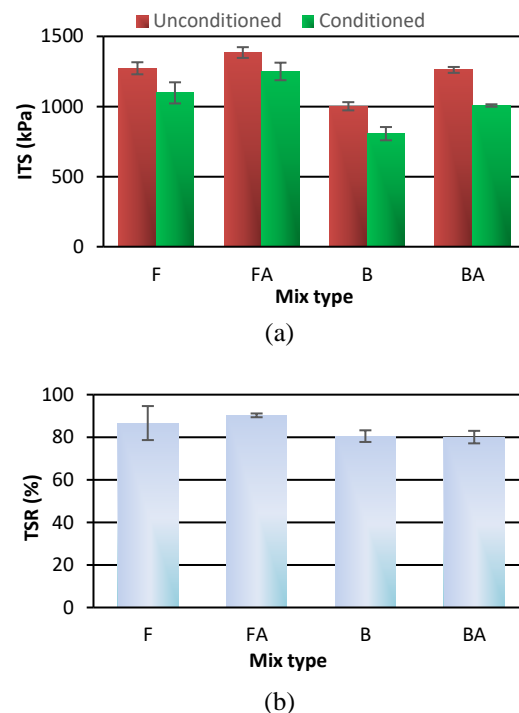 Unconditioned Conditioned
1500
1000
500
0
ITS (kPa)
F FA B BA
Mix type
(a)
100
80
60
40
20
0
TSR (%)
F FA B BA
Mix type
(b)